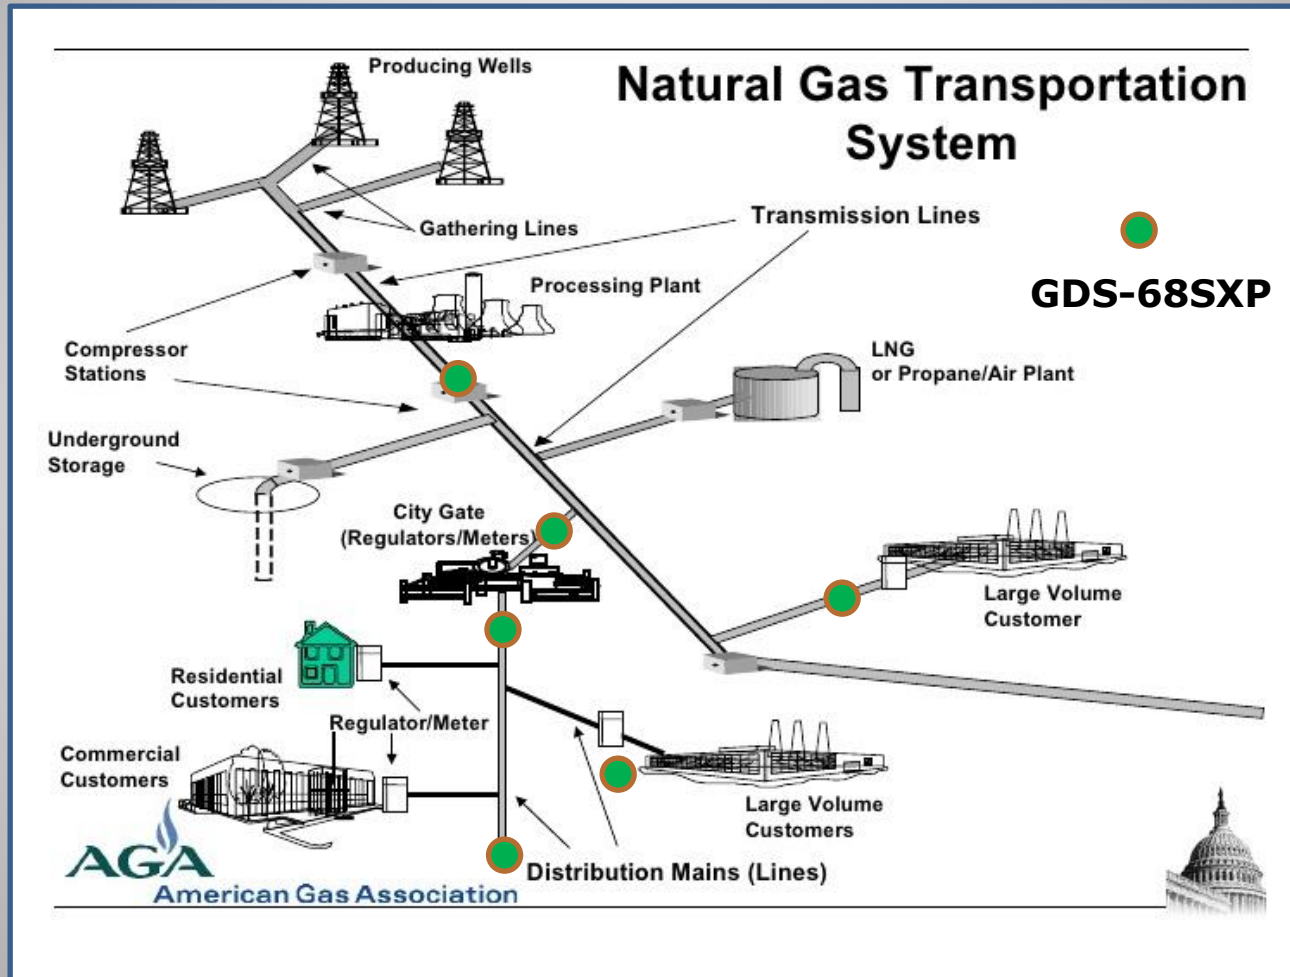 Producing Wells
Natural Gas Transportation
System
Gathering Lines
Transmission Lines
GDS-68SXP
Processing Plant
Compressor
Stations
LNG
or Propane/Air Plant
Underground
Storage
City Gate
(Regulators/Meters)
Large Volume
Customer
Residential
Customers
Regulator/Meter
Commercial
Customers
Large Volume
Customers
Distribution Mains (Lines)
AGA
American Gas Association